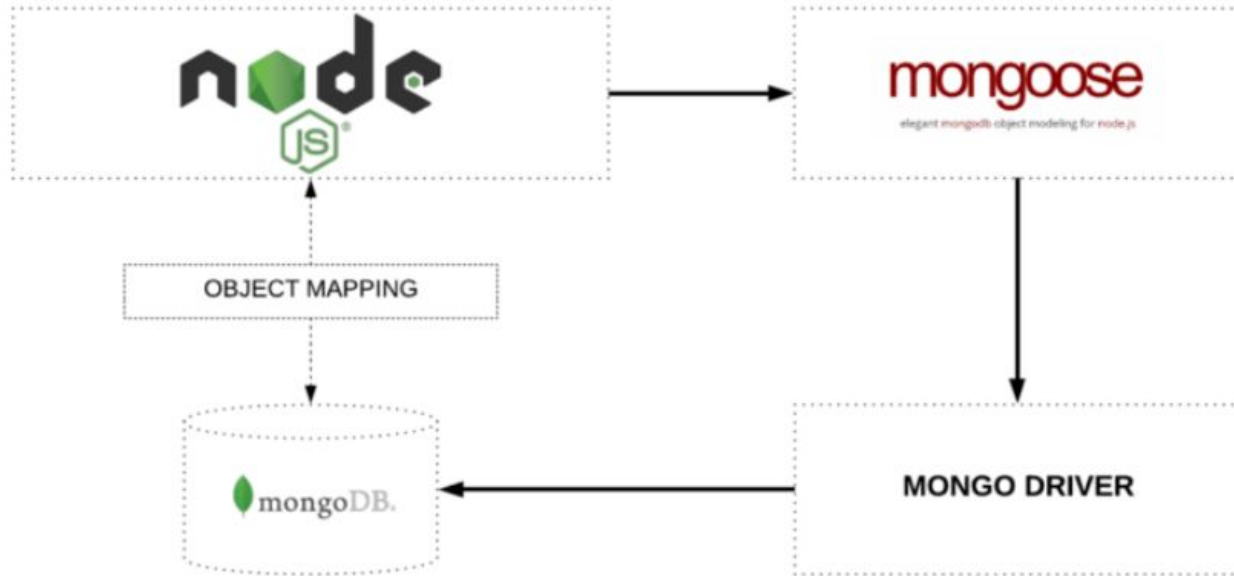 node
JS®
mongoose
elegant mongodb object modeling for node.js
OBJECT MAPPING
mongoDB.
MONGO DRIVER